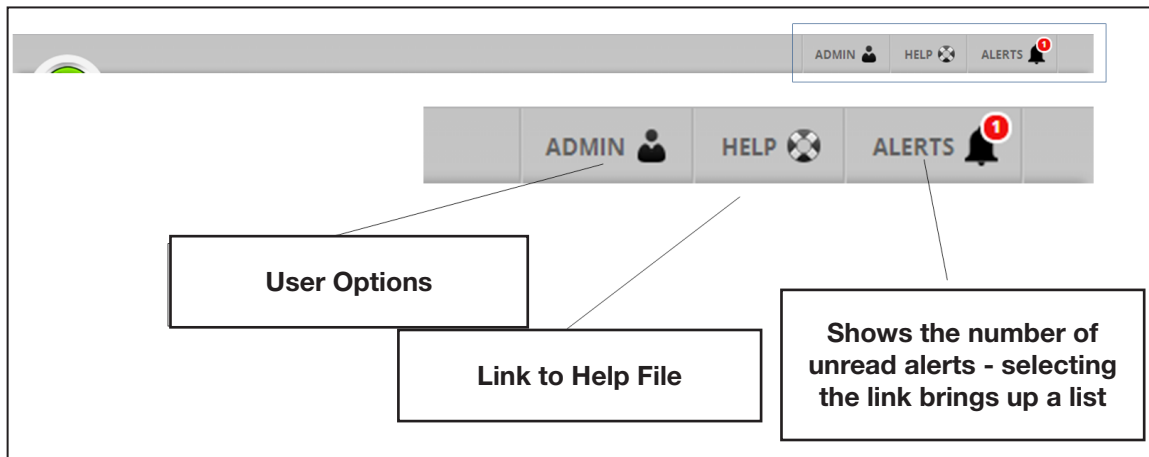 ADMIN HELP ALERTS 1
ADMIN HELP ALERTS 1
User Options
Link to Help File
Shows the number of
unread alerts - selecting
the link brings up a list